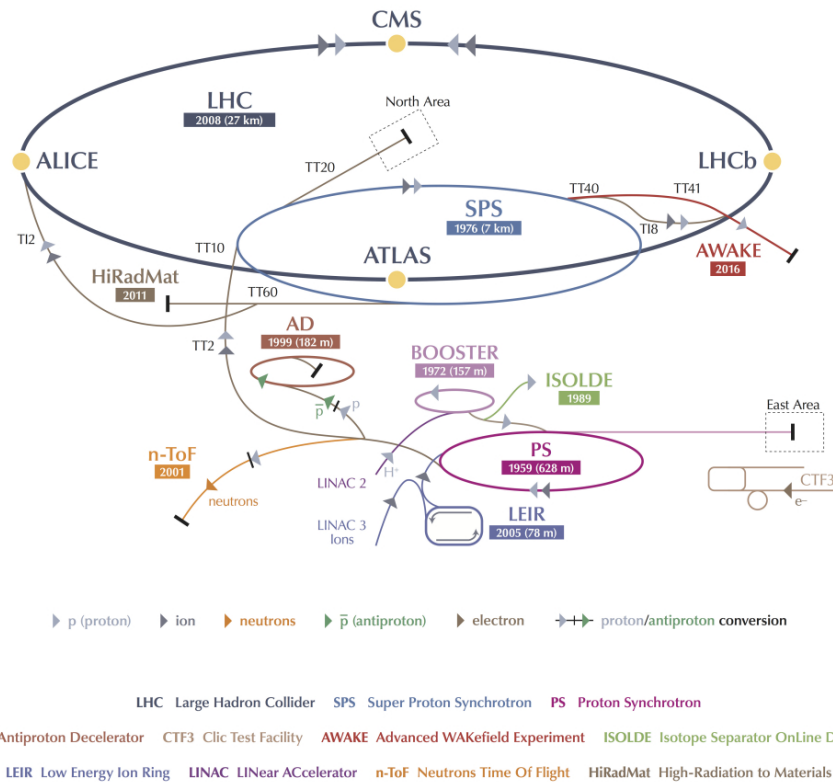 CMS
LHC
2008 (27 km)
North Area
ALICE
LHCb
TT20
TT40
TT41
SPS
1976 (7 km)
TI2
TI8
TT10
ATLAS
AWAKE
2016
HiRadMat
2011
TT60
AD
1999 (182 m)
TT2
BOOSTER
1972 (157 m)
ISOLDE
1989
p
p̅
East Area
n-ToF
2001
PS
1959 (628 m)
LINAC 2
H⁺
neutrons
CTF3
e⁻
LINAC 3
Ions
LEIR
2005 (78 m)
p (proton) ion neutrons p̅ (antiproton) electron proton/antiproton conversion
LHC Large Hadron Collider SPS Super Proton Synchrotron PS Proton Synchrotron
Antiproton Decelerator CTF3 Clic Test Facility AWAKE Advanced WAKefield Experiment ISOLDE Isotope Separator OnLine D
LEIR Low Energy Ion Ring LINAC LINear ACcelerator n-ToF Neutrons Time Of Flight HiRadMat High-Radiation to Materials